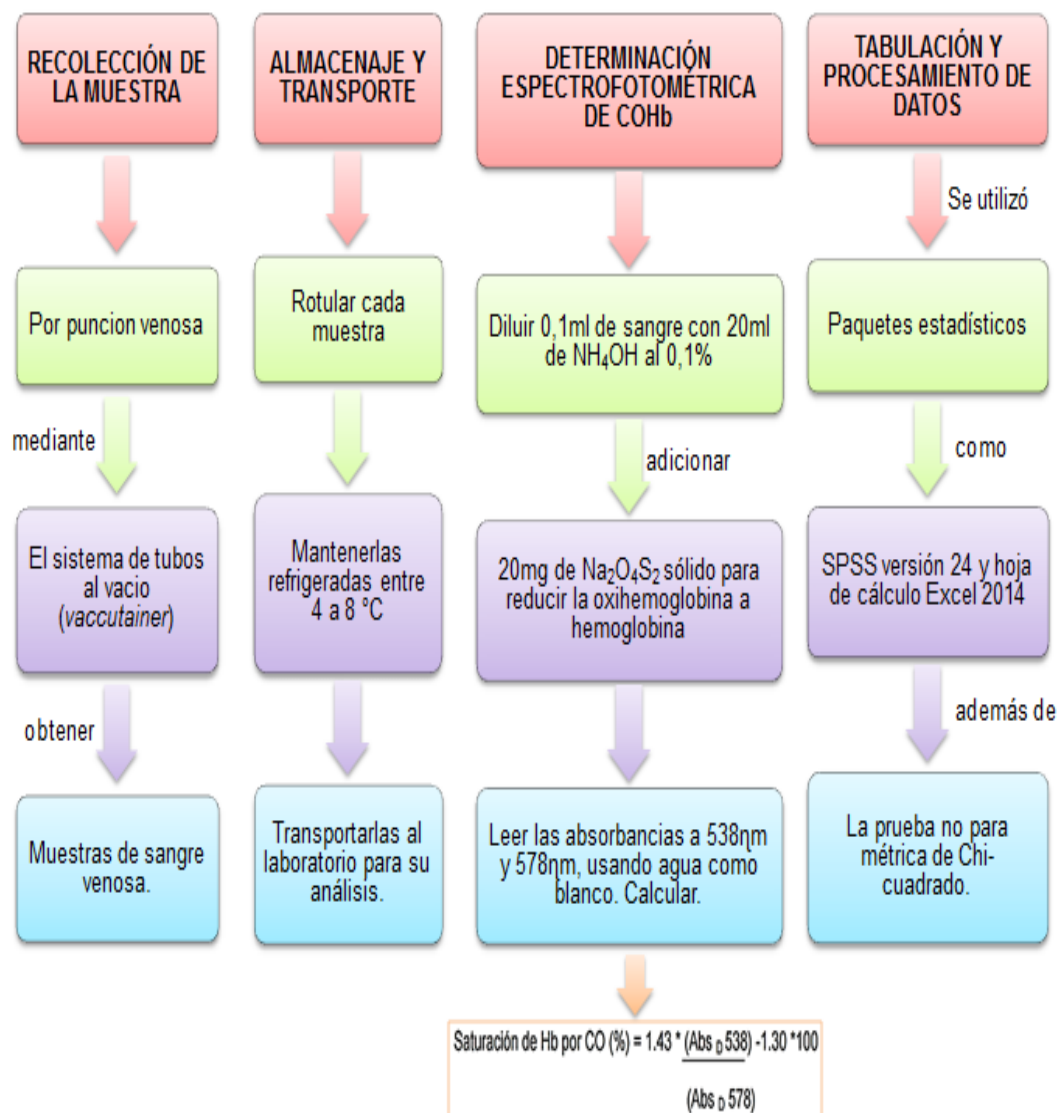 RECOLECCIÓN DE
LA MUESTRA
Por puncion venosa
mediante
El sistema de tubos
al vacio
(vaccutainer)
obtener
Muestras de sangre
venosa.
ALMACENAJE Y
TRANSPORTE
Rotular cada
muestra
Mantenerlas
refrigeradas entre
4 a 8 °C
Transportarlas al
laboratorio para su
análisis.
DETERMINACIÓN
ESPECTROFOTOMÉTRICA
DE COHb
Diluir 0,1ml de sangre con 20ml
de NH₄OH al 0,1%
adicionar
20mg de Na₂O₄S₂ sólido para
reducir la oxihemoglobina a
hemoglobina
Leer las absorbancias a 538ɳm
y 578ɳm, usando agua como
blanco. Calcular.
Saturación de Hb por CO (%) = 1.43 * (Abs D 538) -1.30 *100
(Abs D 578)
TABULACIÓN Y
PROCESAMIENTO DE
DATOS
Se utilizó
Paquetes estadísticos
como
SPSS versión 24 y hoja
de cálculo Excel 2014
además de
La prueba no para
métrica de Chi-
cuadrado.